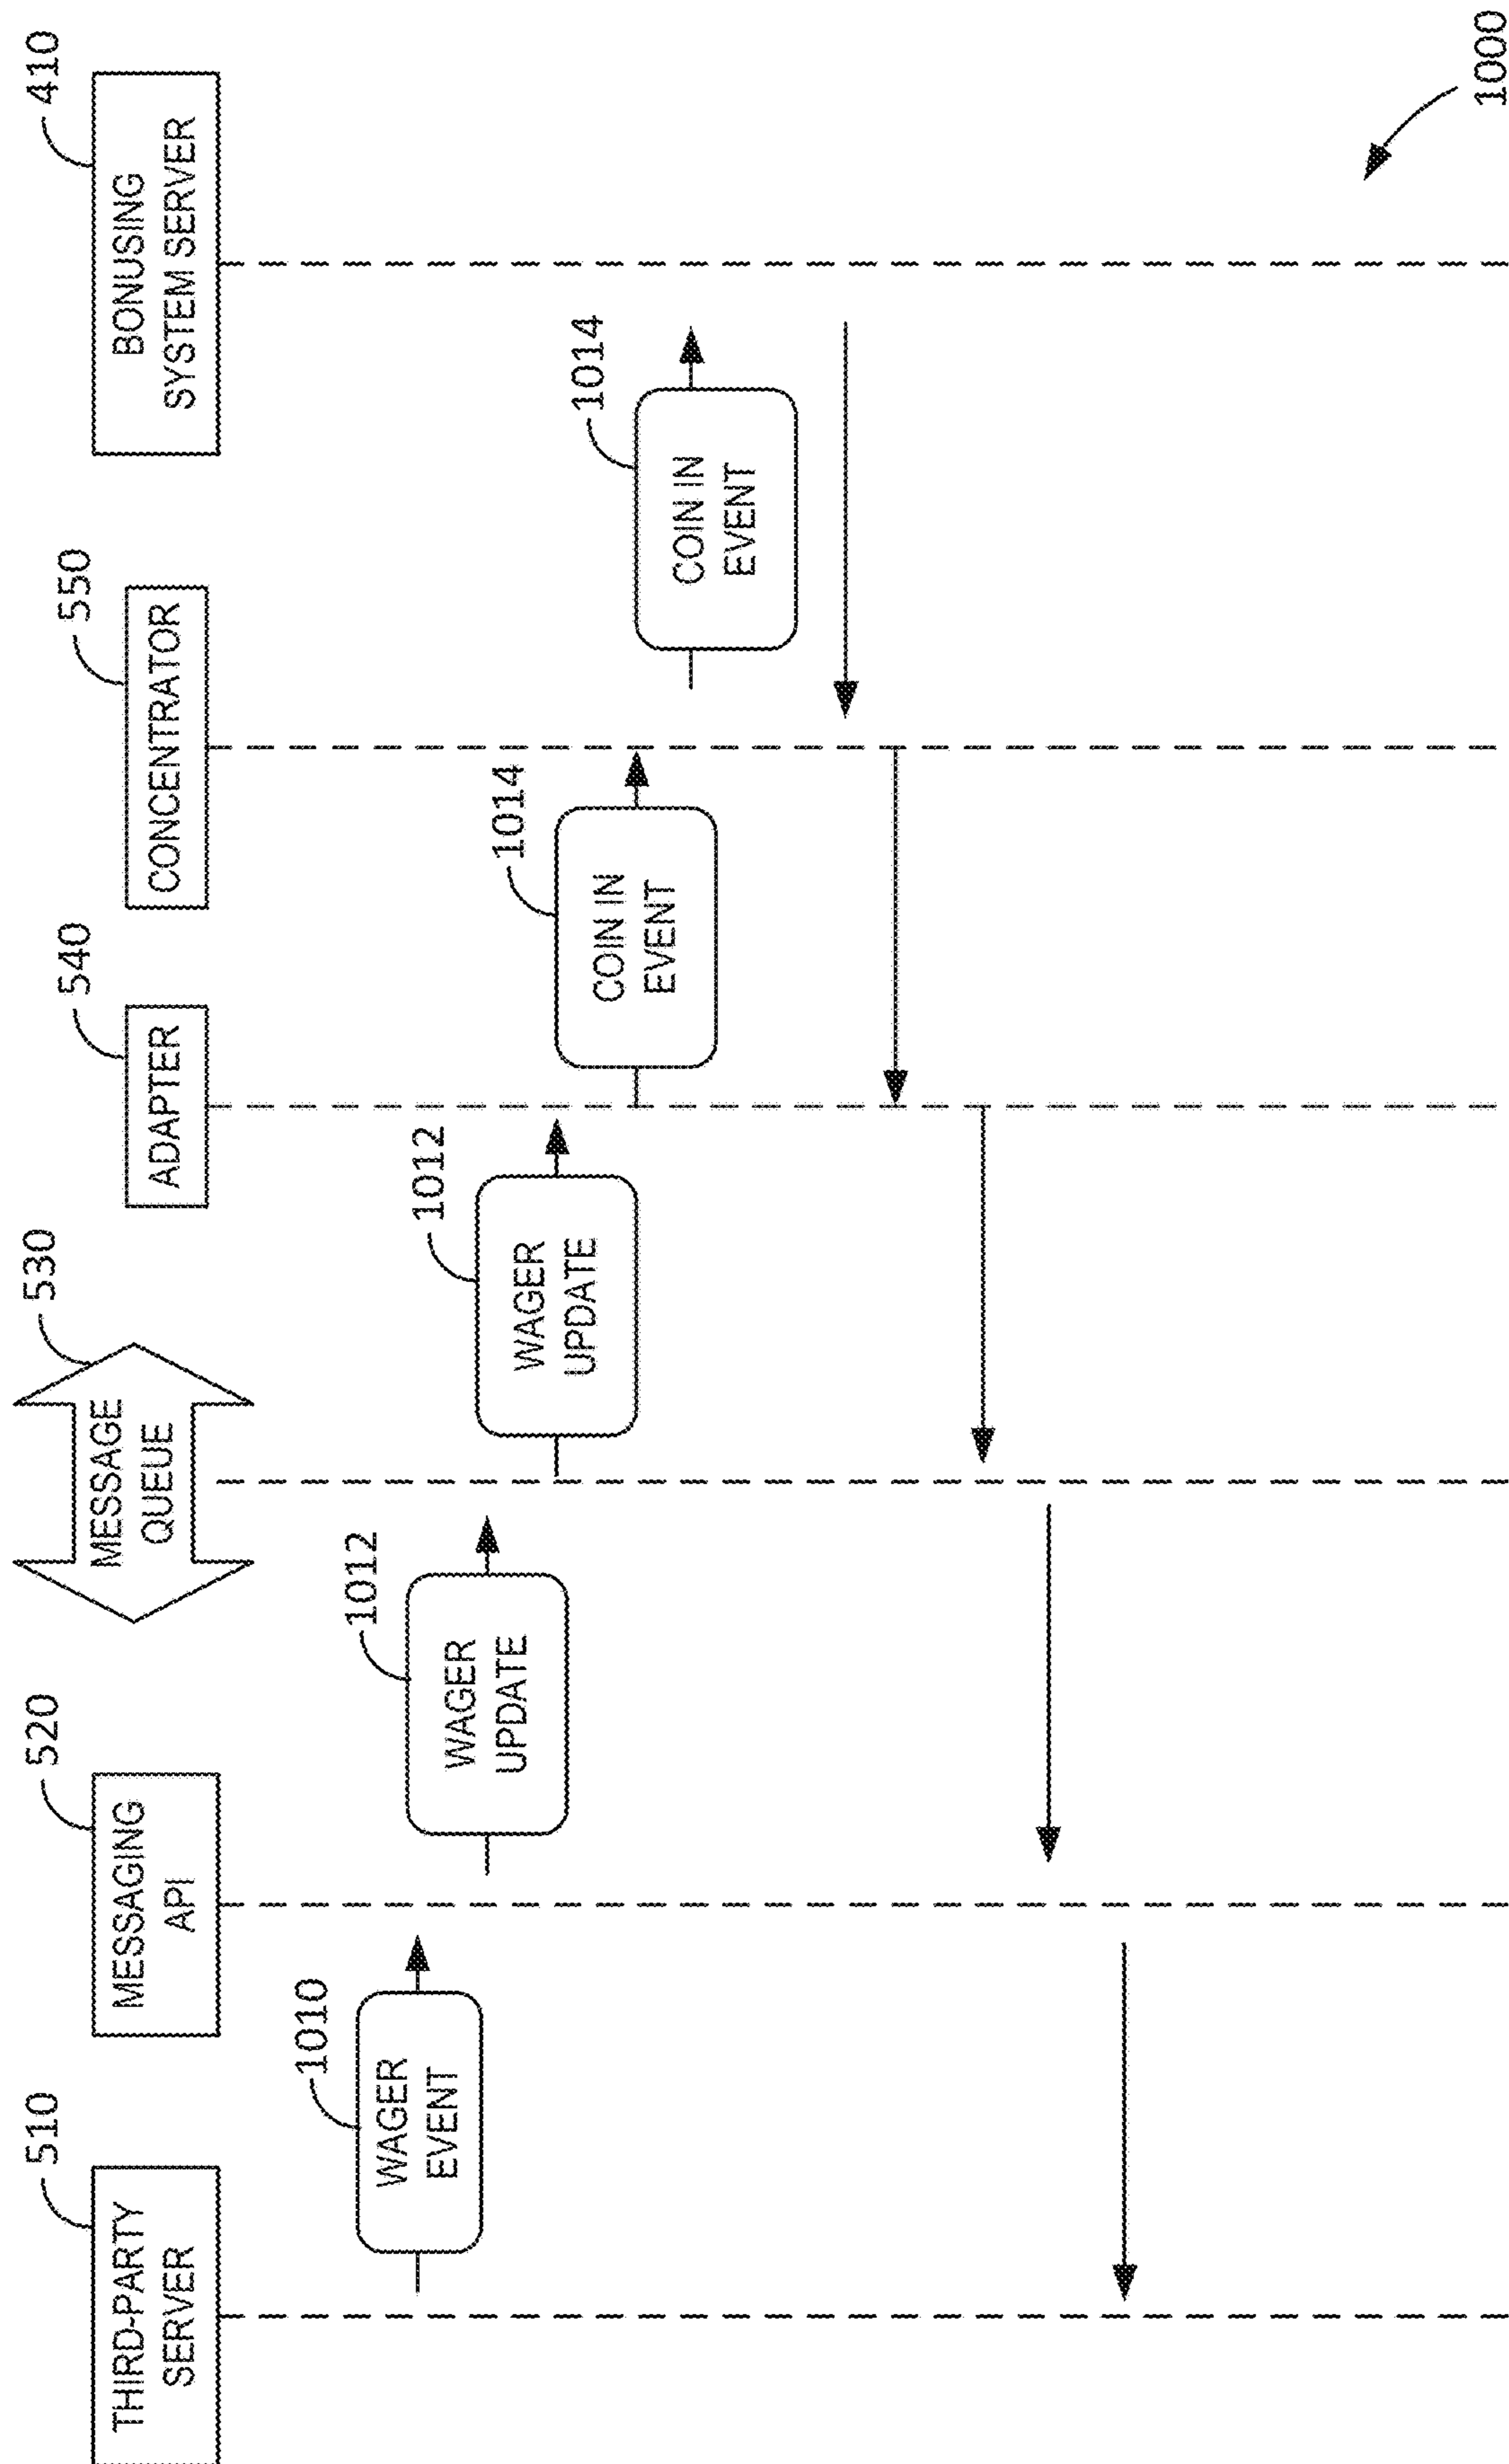 510
THIRD-PARTY
SERVER
520
MESSAGING
API
530
MESSAGE
QUEUE
540
ADAPTER
550
CONCENTRATOR
410
BONUSING
SYSTEM SERVER
1010
WAGER
EVENT
1012
WAGER
UPDATE
1012
WAGER
UPDATE
1014
COIN IN
EVENT
1014
COIN IN
EVENT
1000